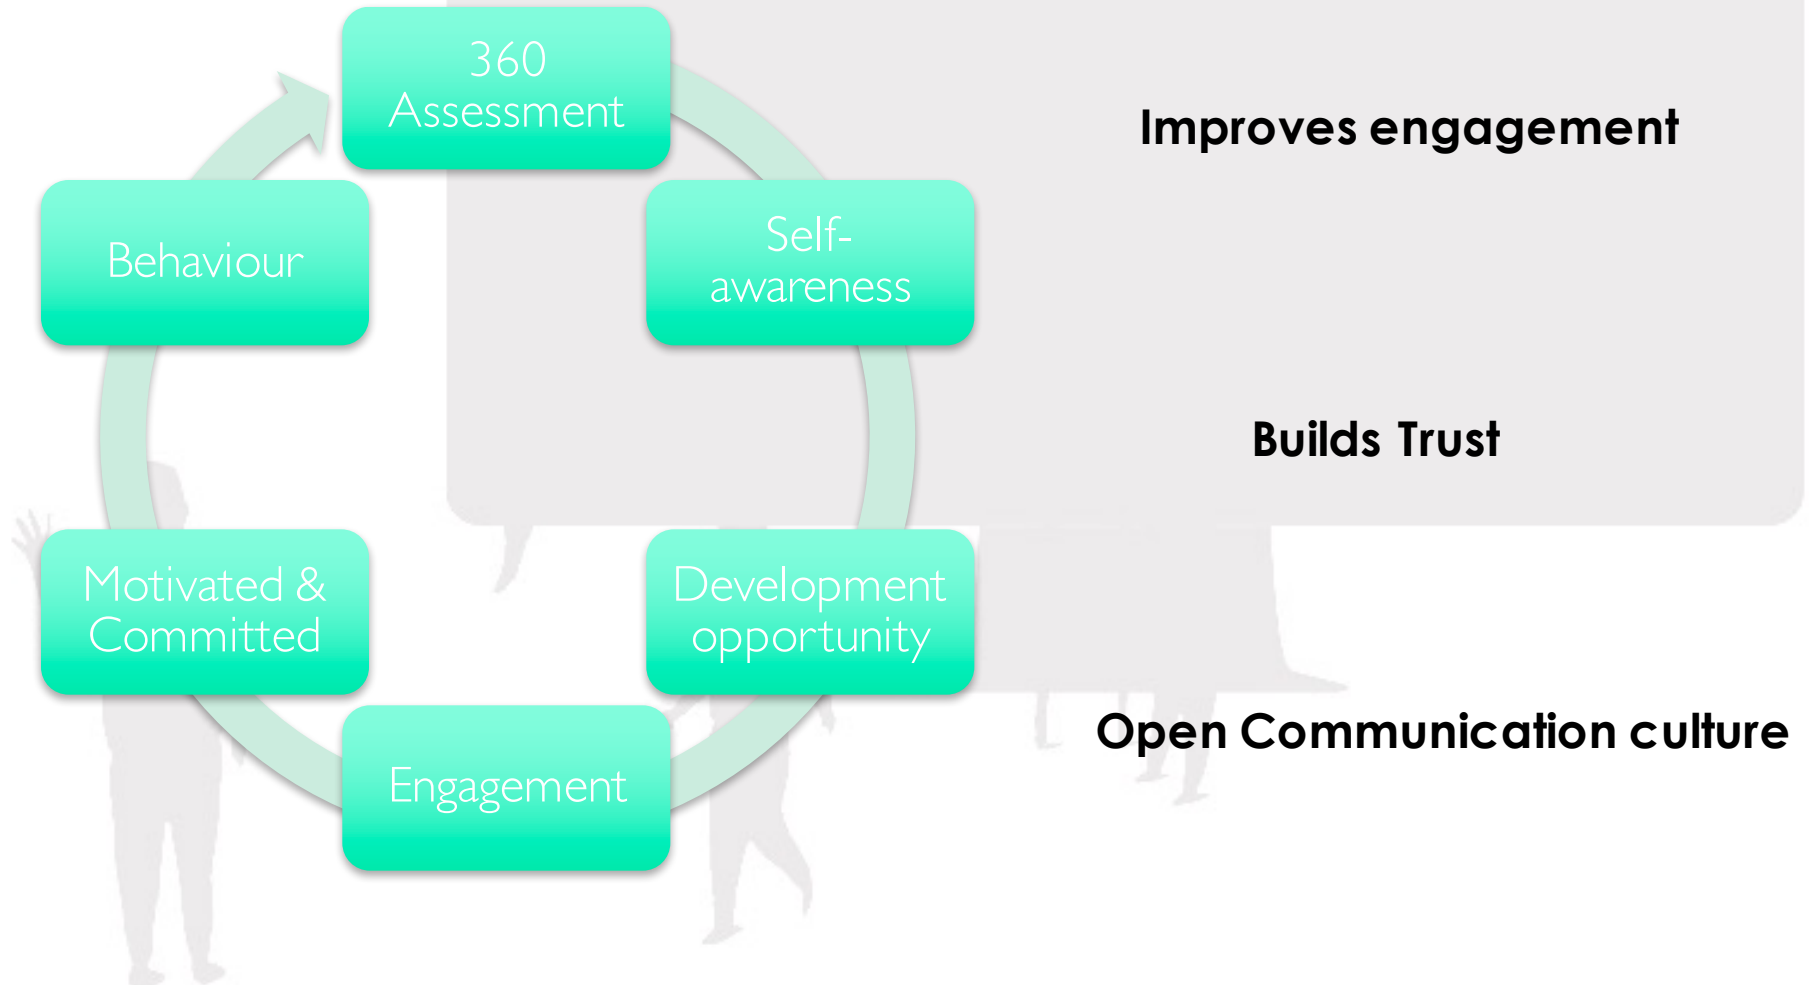 360
Assessment
Improves engagement
Self-
awareness
Behaviour
Builds Trust
Development
opportunity
Motivated &
Committed
Open Communication culture
Engagement